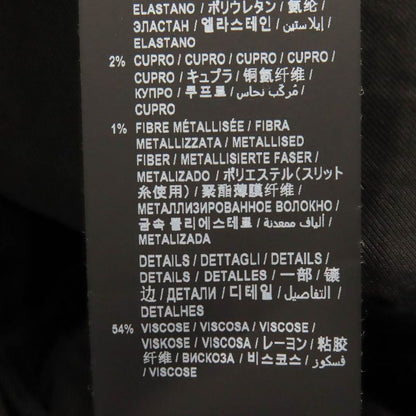 ELASTANO / ポリウレタン / 氨纶 /
ЭЛАСТАН / 엘라스테인 / إيلاستين /
ELASTANO
2% CUPRO / CUPRO / CUPRO / CUPRO /
CUPRO / キュプラ / 铜氨纤维 /
КУПРО / 쿠프로 / مُركّب نحاس /
CUPRO
1% FIBRE MÉTALLISÉE / FIBRA
METALLIZZATA / METALLISED
FIBER / METALLISIERTE FASER /
METALIZADO / ポリエステル(スリット
糸使用) / 聚酯薄膜纤维 /
МЕТАЛЛИЗИРОВАННОЕ ВОЛОКНО /
금속 폴리에스테르 / ألياف ممعدنة /
METALIZADA
DETAILS / DETTAGLI / DETAILS /
DETAILS / DETALLES / 一部 / 镶
边 / ДЕТАЛИ / 디테일 / التفاصيل /
DETALHES
54% VISCOSE / VISCOSA / VISCOSE /
VISKOSE / VISCOSA / レーヨン / 粘胶
纤维 / ВИСКОЗА / 비스코스 / فسكوز
/ VISCOSE